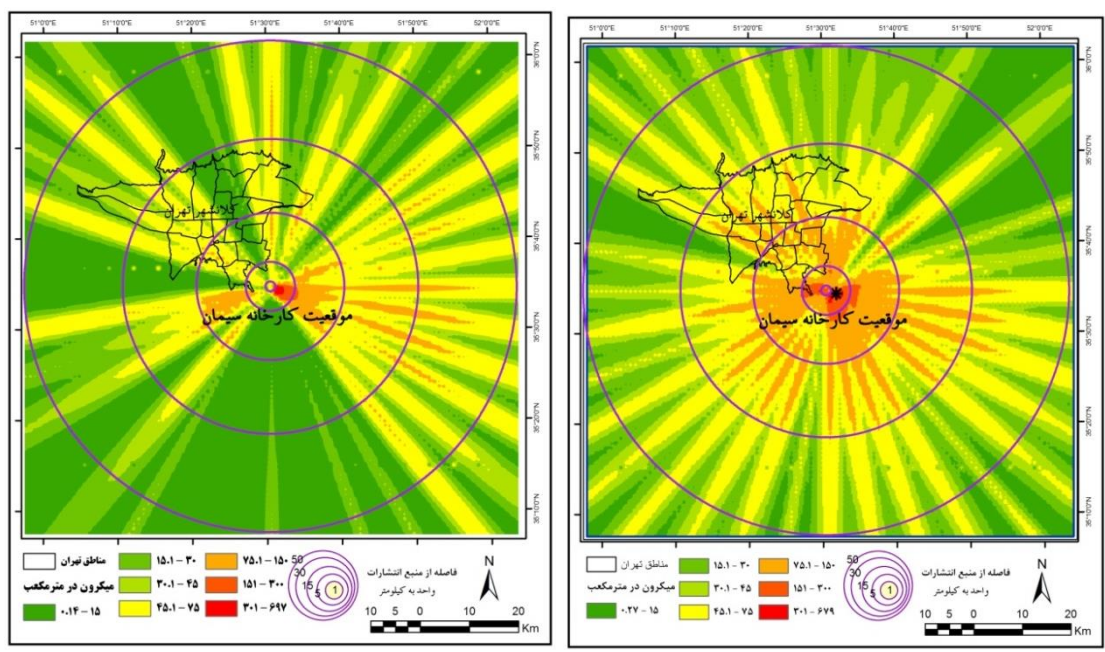 51°0'0"E 51°10'0"E 51°20'0"E 51°30'0"E 51°40'0"E 51°50'0"E 52°0'0"E
36°0'0"N
35°50'0"N
35°40'0"N
35°30'0"N
35°20'0"N
35°10'0"N
کلانشهر تهران
موقعیت کارخانه سیمان
مناطق تهران
میکرون در مترمکعب
۰.۱۴ – ۱۵
۱۵.۱ – ۳۰
۳۰.۱ – ۴۵
۴۵.۱ – ۷۵
۷۵.۱ – ۱۵۰
۱۵۱ – ۳۰۰
۳۰۱ – ۶۹۷
50
30
15
5
1
فاصله از منبع انتشارات
واحد به کیلومتر
N
10 5 0 10 20
Km
51°0'0"E 51°10'0"E 51°20'0"E 51°30'0"E 51°40'0"E 51°50'0"E 52°0'0"E
36°0'0"N
35°50'0"N
35°40'0"N
35°30'0"N
35°20'0"N
35°10'0"N
کلانشهر تهران
موقعیت کارخانه سیمان
مناطق تهران
میکرون در مترمکعب
۰.۲۷ – ۱۵
۱۵.۱ – ۳۰
۳۰.۱ – ۴۵
۴۵.۱ – ۷۵
۷۵.۱ – ۱۵۰
۱۵۱ – ۳۰۰
۳۰۱ – ۶۷۹
50
30
15
5
1
فاصله از منبع انتشارات
واحد به کیلومتر
N
10 5 0 10 20
Km